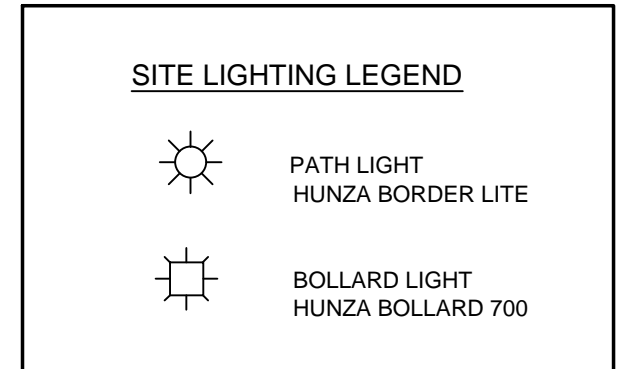 SITE LIGHTING LEGEND
PATH LIGHT
HUNZA BORDER LITE
BOLLARD LIGHT
HUNZA BOLLARD 700